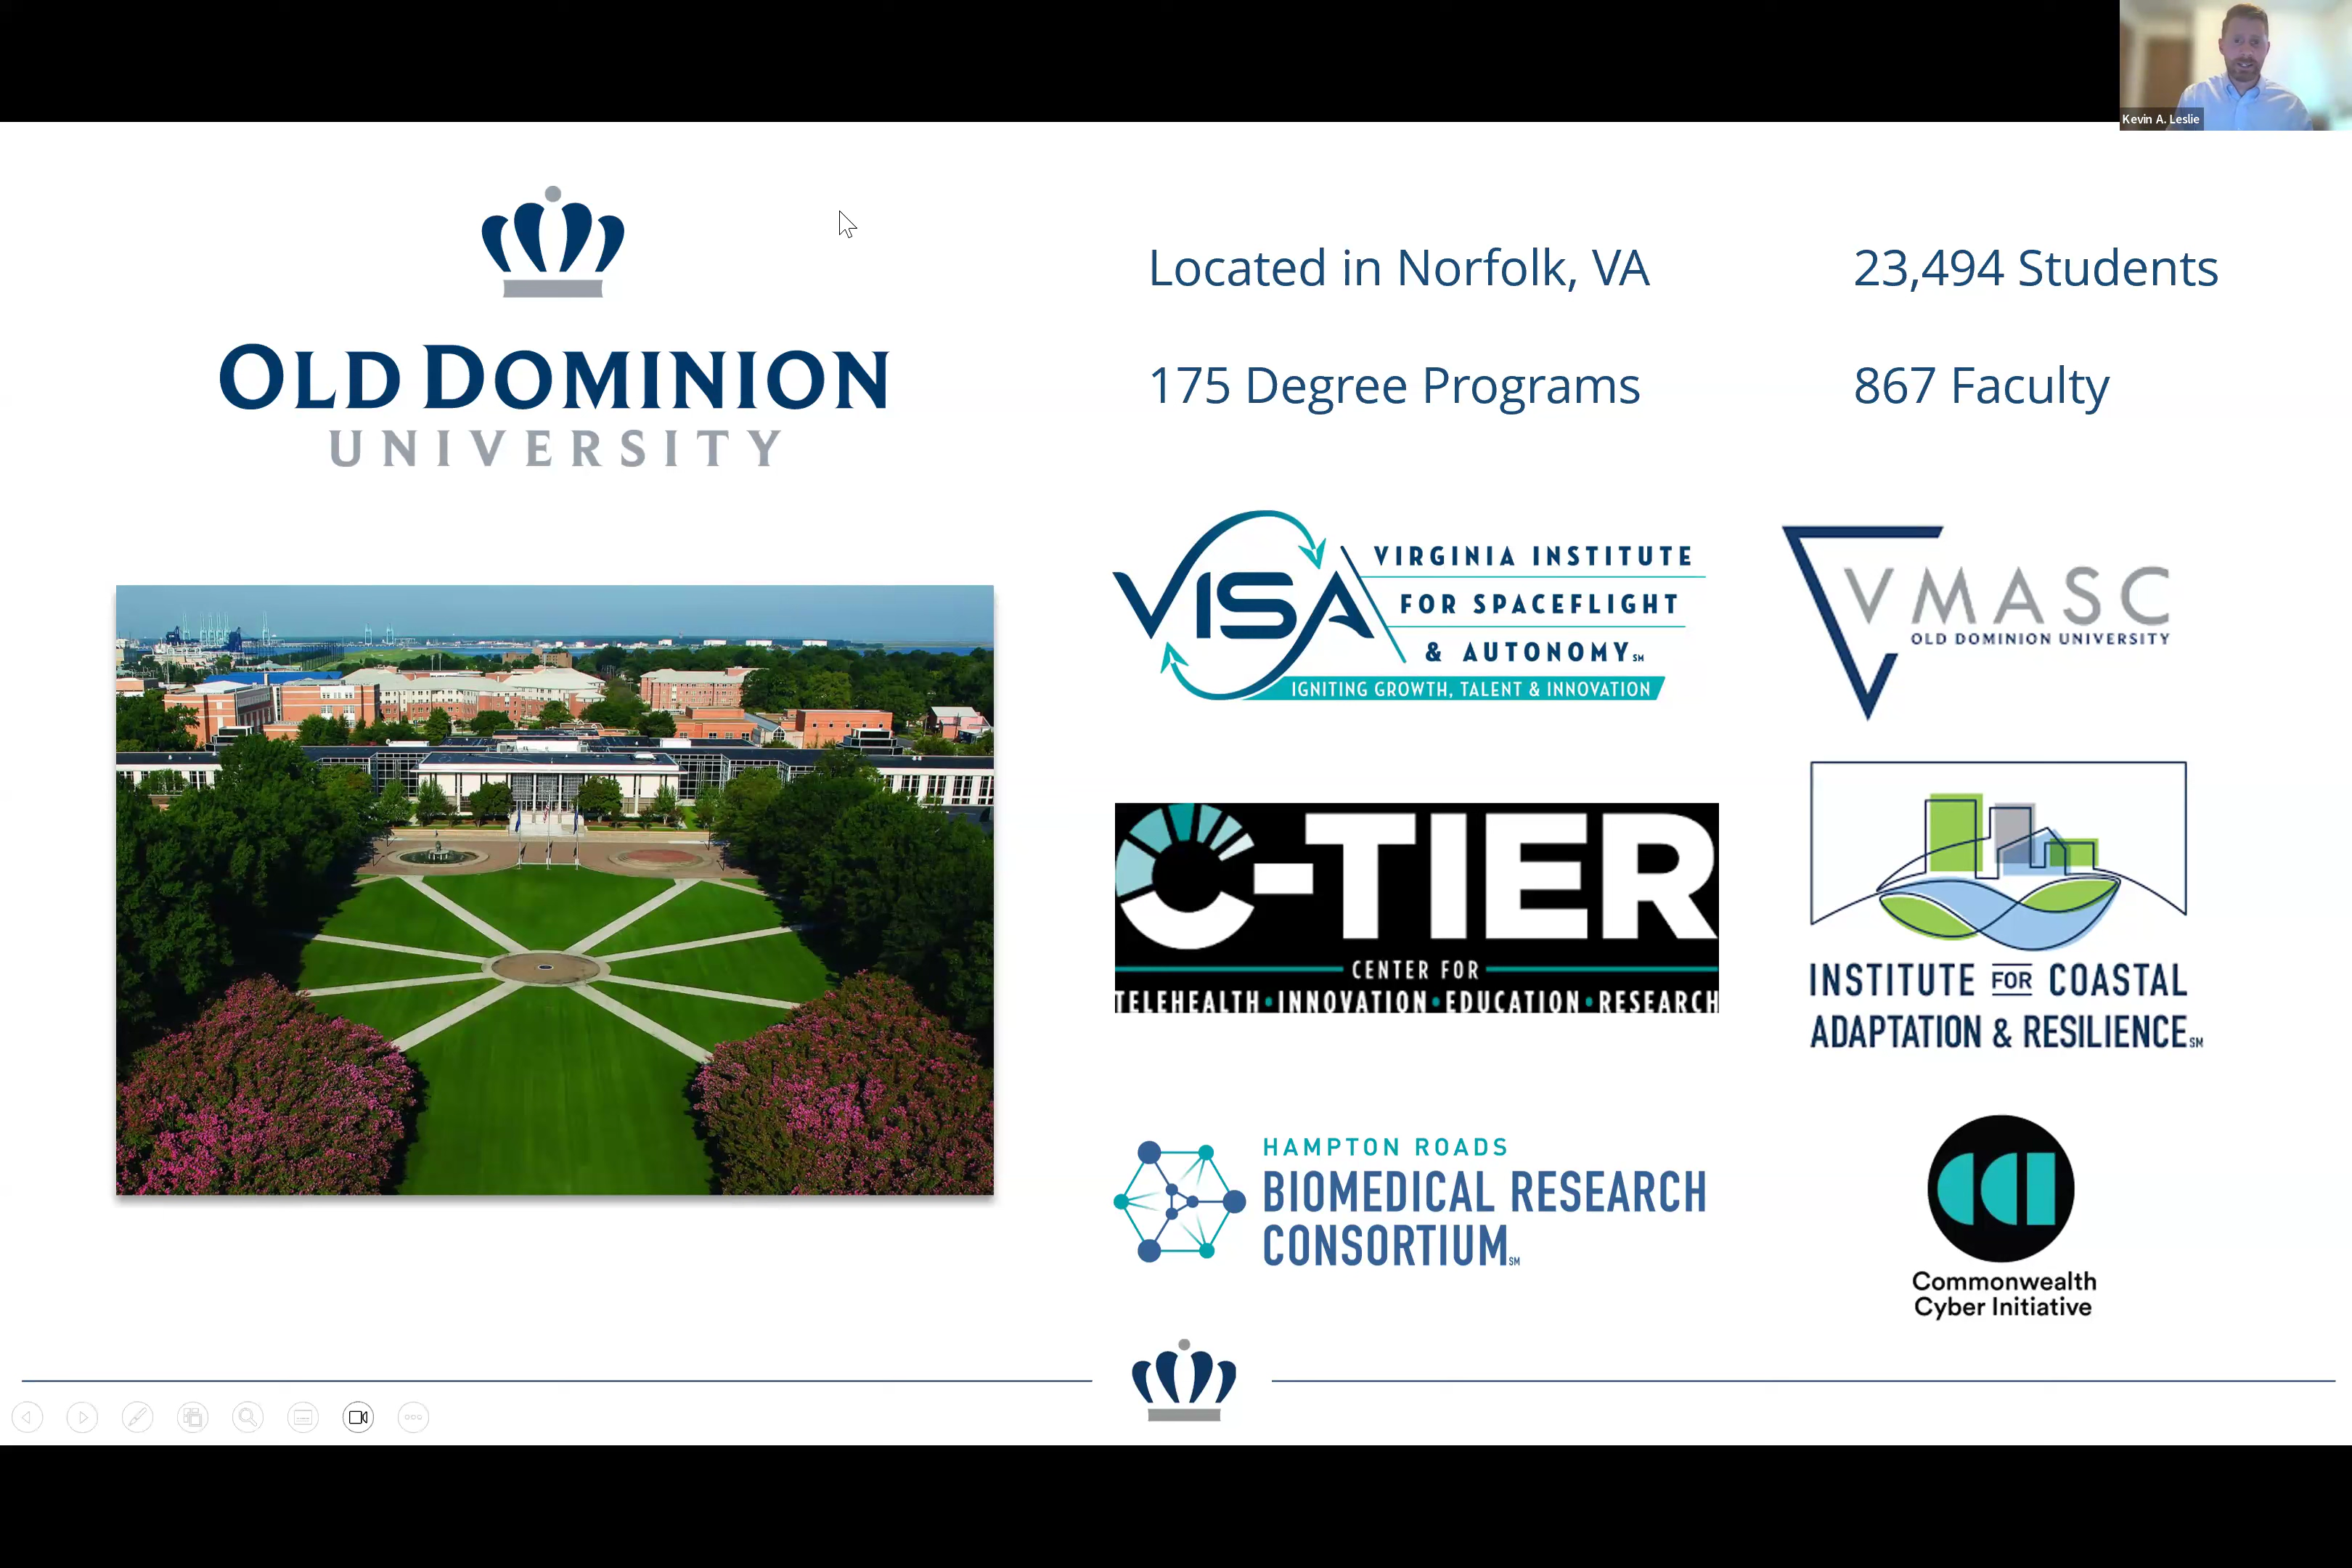 Kevin A. Leslie
OLD DOMINION
UNIVERSITY
Located in Norfolk, VA
23,494 Students
175 Degree Programs
867 Faculty
VISA
VIRGINIA INSTITUTE
FOR SPACEFLIGHT
& AUTONOMY SM
IGNITING GROWTH, TALENT & INNOVATION
VMASC
OLD DOMINION UNIVERSITY
C-TIER
CENTER FOR
TELEHEALTH•INNOVATION•EDUCATION•RESEARCH
INSTITUTE FOR COASTAL
ADAPTATION & RESILIENCE SM
HAMPTON ROADS
BIOMEDICAL RESEARCH
CONSORTIUM SM
CCI
Commonwealth
Cyber Initiative